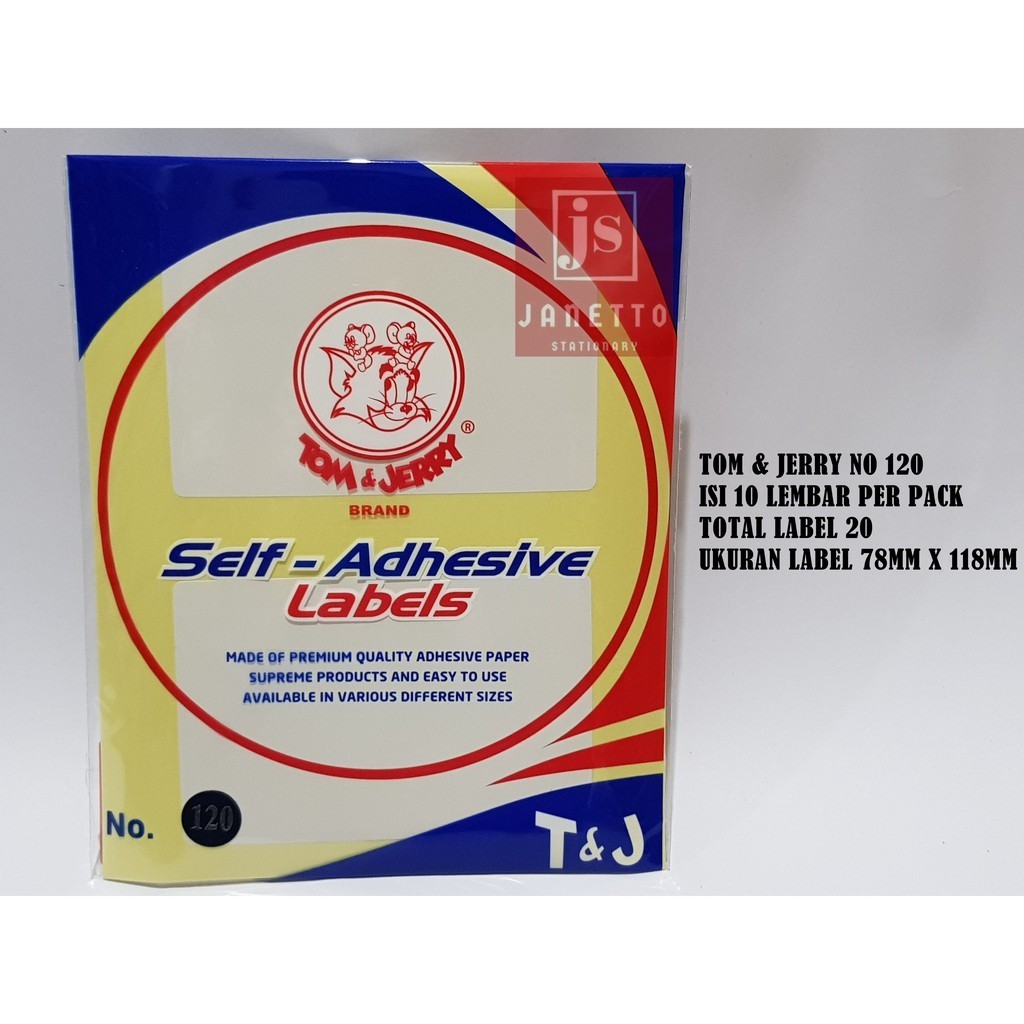 js
JANETTO
STATIONARY
TOM & JERRY ®
BRAND
Self - Adhesive
Labels
MADE OF PREMIUM QUALITY ADHESIVE PAPER
SUPREME PRODUCTS AND EASY TO USE
AVAILABLE IN VARIOUS DIFFERENT SIZES
No. 120
T & J
TOM & JERRY NO 120
ISI 10 LEMBAR PER PACK
TOTAL LABEL 20
UKURAN LABEL 78MM X 118MM